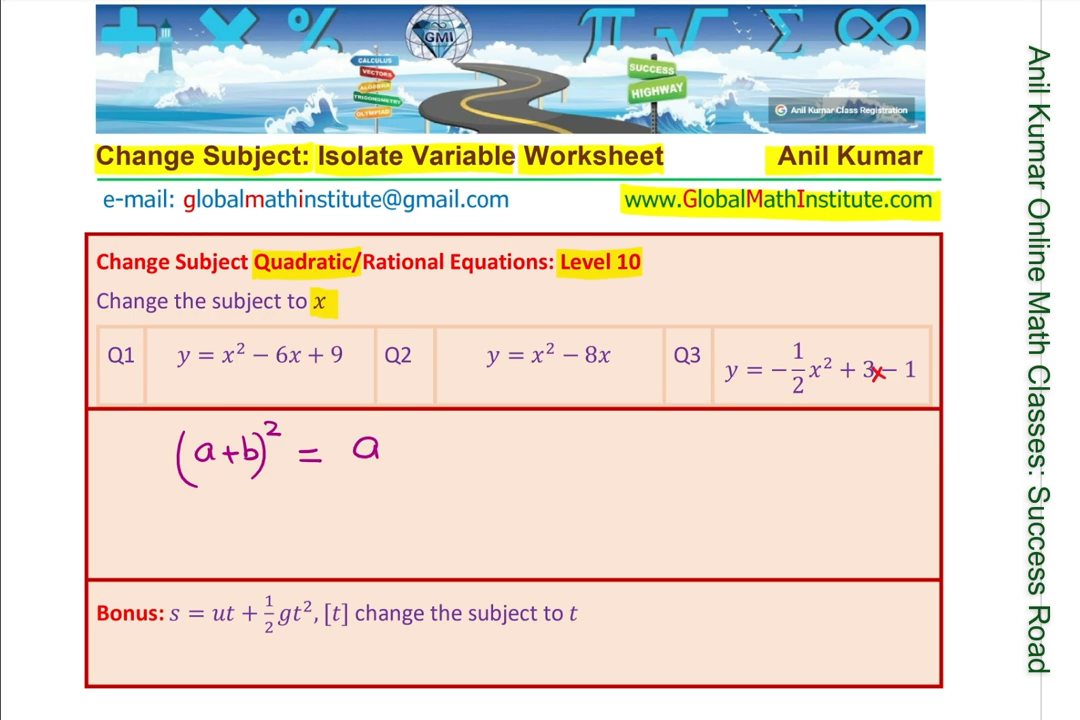 + × % π √ Σ ∞
GMI
CALCULUS
VECTORS
ALGEBRA
TRIGONOMETRY
OLYMPIAD
SUCCESS
HIGHWAY
G Anil Kumar Class Registration
Change Subject: Isolate Variable Worksheet Anil Kumar
e-mail: globalmathinstitute@gmail.com www.GlobalMathInstitute.com
Change Subject Quadratic/Rational Equations: Level 10
Change the subject to x
Q1 y = x² − 6x + 9 Q2 y = x² − 8x Q3 y = −½x² + 3x − 1
(a+b)² = a
Bonus: s = ut + ½gt², [t] change the subject to t
Anil Kumar Online Math Classes: Success Road